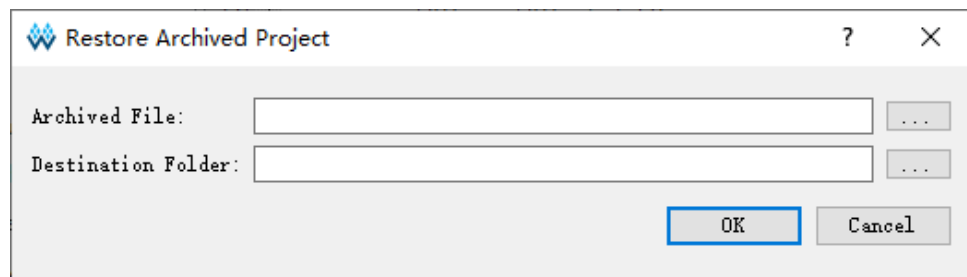 Restore Archived Project ?
Archived File: ...
Destination Folder: ...
OK Cancel